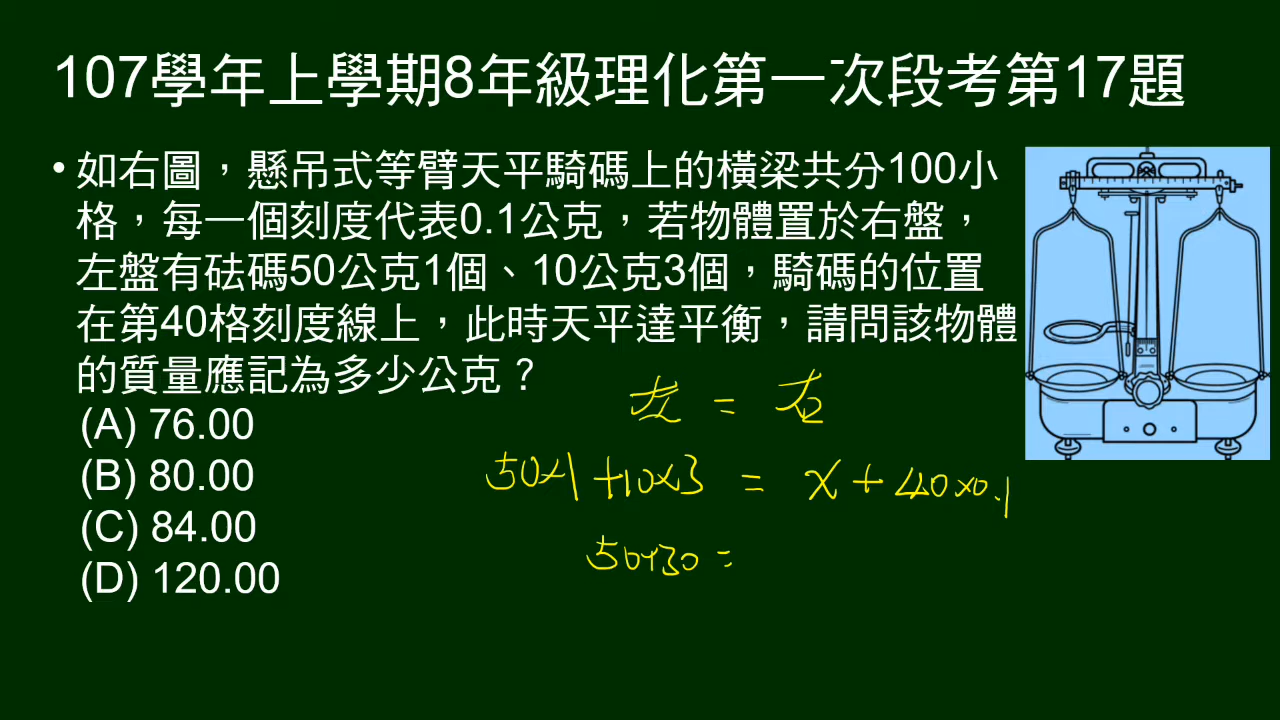 107學年上學期8年級理化第一次段考第17題
• 如右圖，懸吊式等臂天平騎碼上的橫梁共分100小
格，每一個刻度代表0.1公克，若物體置於右盤，
左盤有砝碼50公克1個、10公克3個，騎碼的位置
在第40格刻度線上，此時天平達平衡，請問該物體
的質量應記為多少公克？
左 = 右
(A) 76.00
(B) 80.00
50×1+10×3 = x+40×0.1
(C) 84.00
50+30 =
(D) 120.00